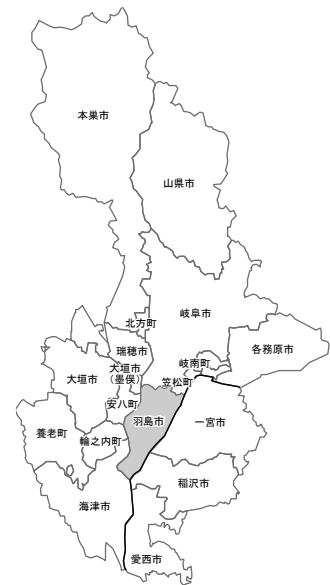 本巣市
山県市
岐阜市
北方町
瑞穂市
各務原市
岐南町
大垣市
(墨俣)
大垣市
笠松町
安八町
羽島市
一宮市
養老町
輪之内町
稲沢市
海津市
愛西市